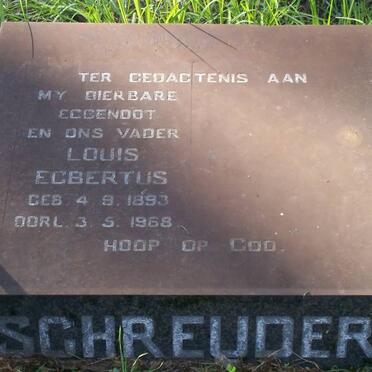 TER GEDAGTENIS AAN
MY DIERBARE
EGGENOOT
EN ONS VADER
LOUIS
EGBERTUS
GEB. 4. 9. 1893
OORL. 3. 5. 1968.
HOOP OP GOD.
SCHREUDER